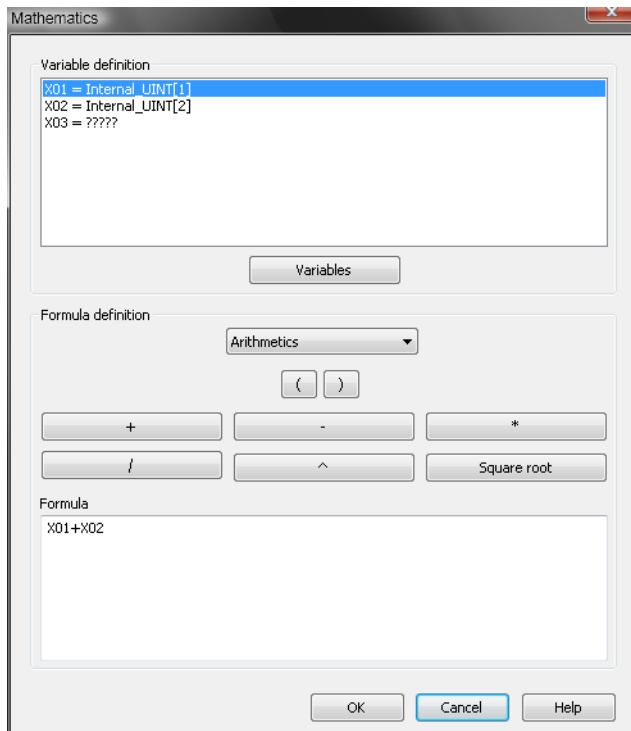 Mathematics
Variable definition
X01 = Internal_UINT[1]
X02 = Internal_UINT[2]
X03 = ?????
Variables
Formula definition
Arithmetics
( )
+ - *
/ ^ Square root
Formula
X01+X02
OK Cancel Help